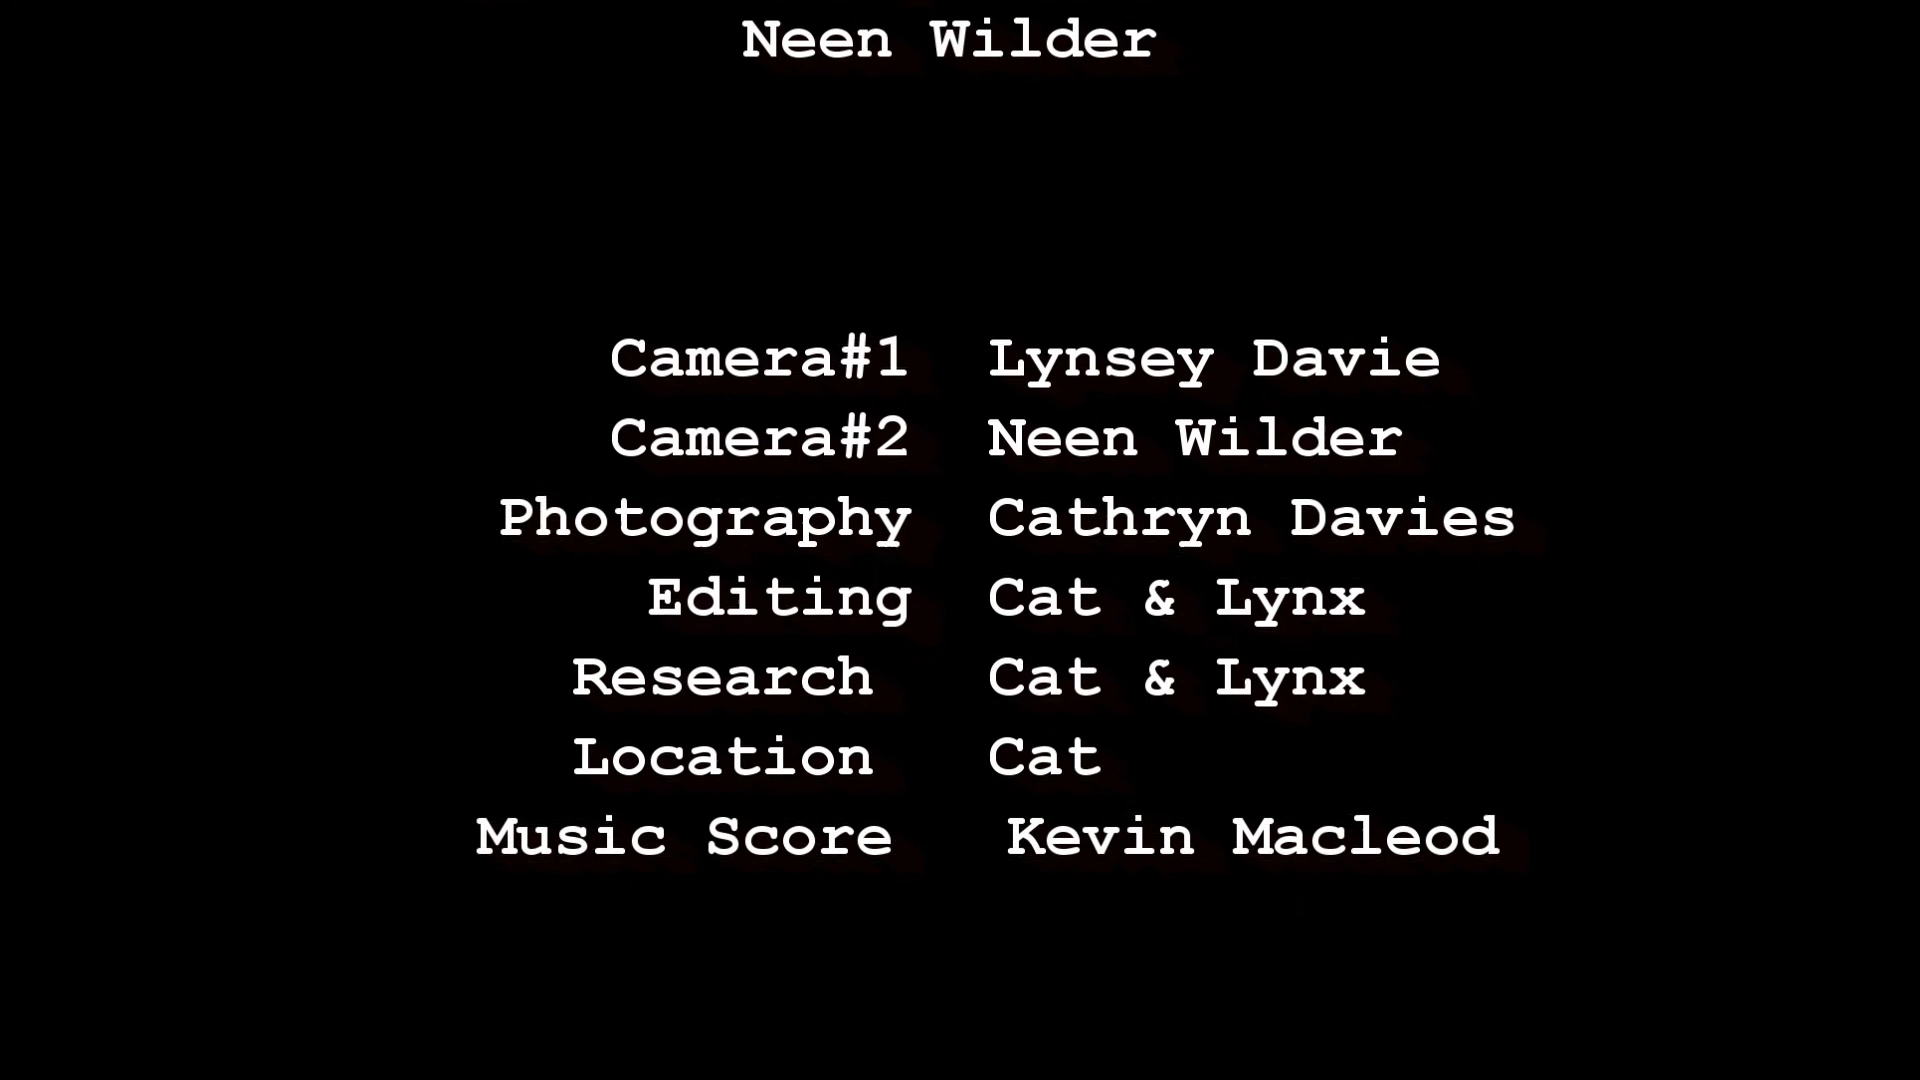 Neen Wilder
Camera#1 Lynsey Davie
Camera#2 Neen Wilder
Photography Cathryn Davies
Editing Cat & Lynx
Research Cat & Lynx
Location Cat
Music Score Kevin Macleod